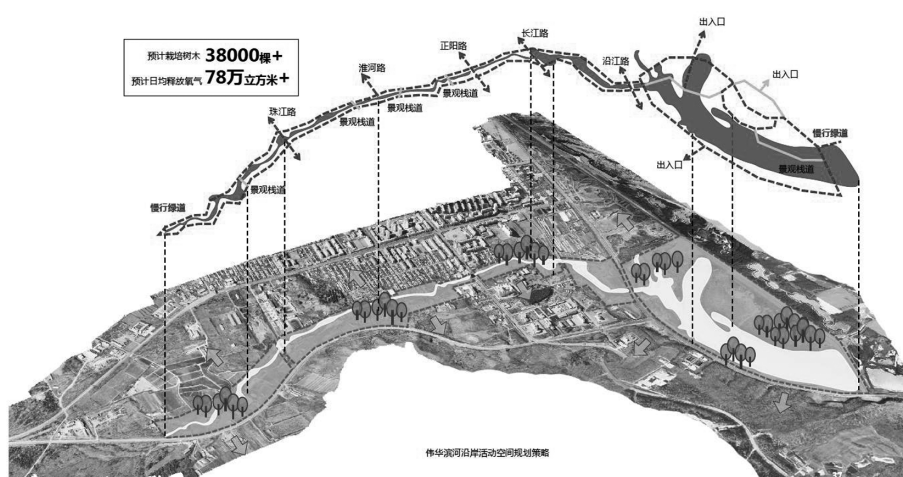 预计栽培树木 38000棵+
预计日均释放氧气 78万立方米+
出入口
长江路
正阳路
沿江路
出入口
淮河路
景观栈道
珠江路
景观栈道
景观栈道
慢行绿道
出入口
景观栈道
景观栈道
慢行绿道
伟华滨河沿岸活动空间规划策略
37